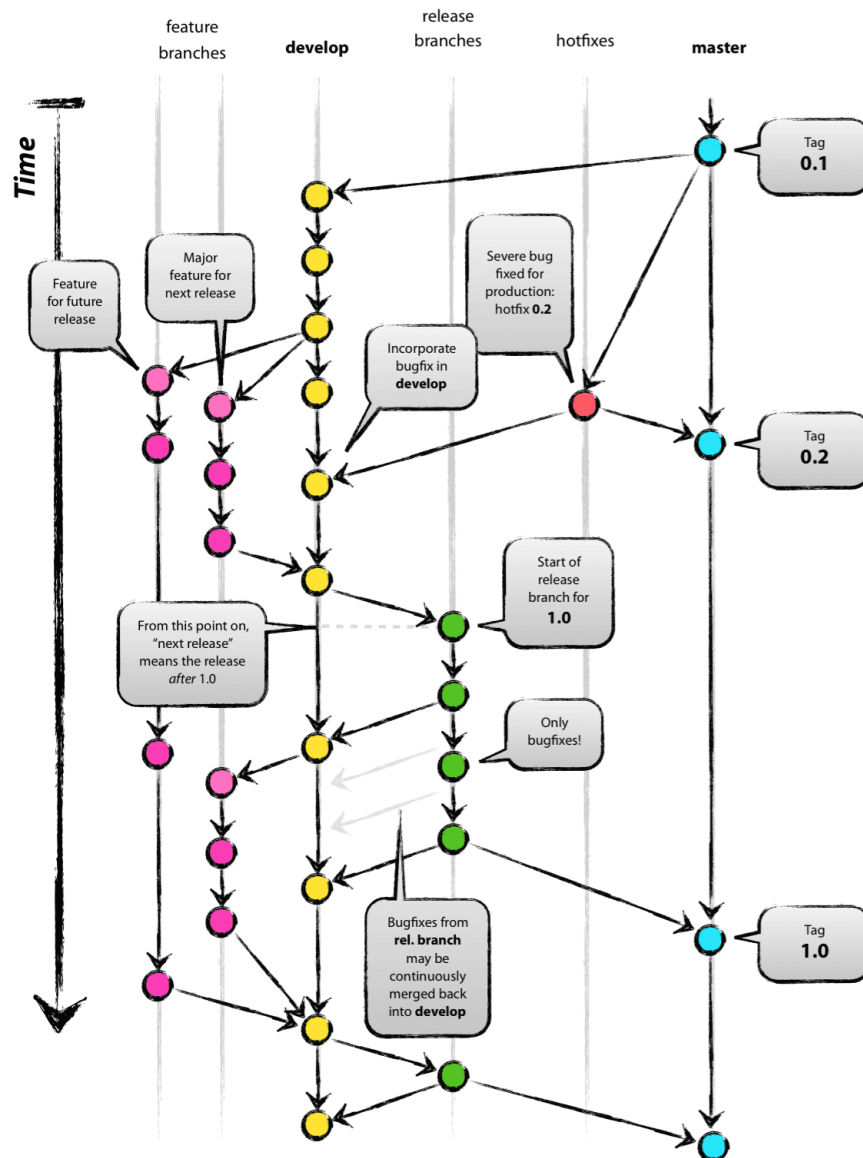 feature
branches
develop
release
branches
hotfixes
master
Time
Tag
0.1
Feature
for future
release
Major
feature for
next release
Severe bug
fixed for
production:
hotfix 0.2
Incorporate
bugfix in
develop
Tag
0.2
Start of
release
branch for
1.0
From this point on,
“next release”
means the release
after 1.0
Only
bugfixes!
Bugfixes from
rel. branch
may be
continuously
merged back
into develop
Tag
1.0